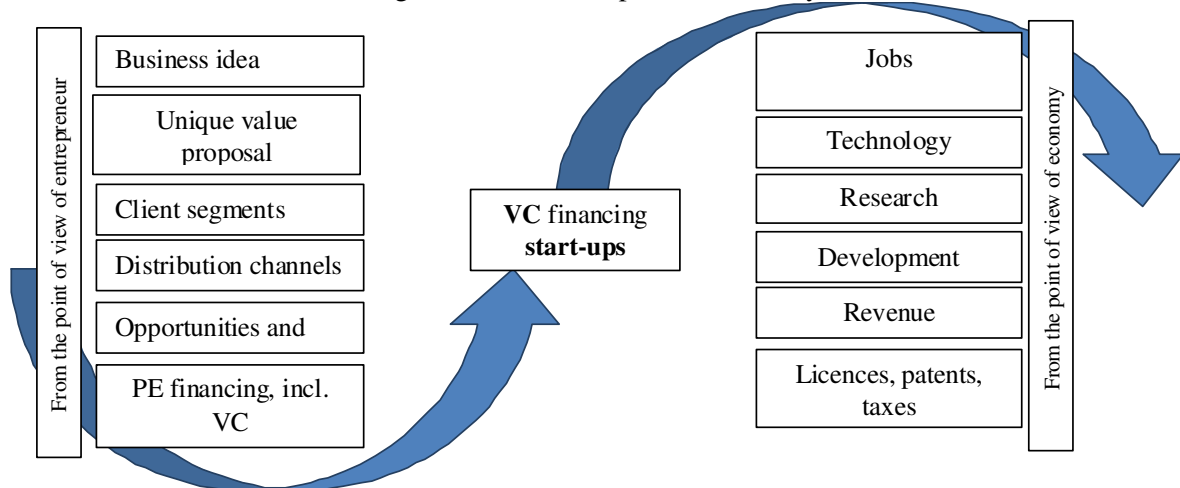 From the point of view of entrepreneur
Business idea
Unique value
proposal
Client segments
Distribution channels
Opportunities and
PE financing, incl.
VC
VC financing
start-ups
Jobs
Technology
Research
Development
Revenue
Licences, patents,
taxes
From the point of view of economy